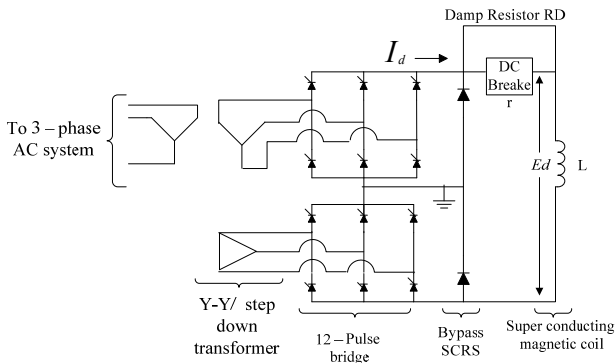 Damp Resistor RD
I d
DC
Breake
r
To 3 – phase
AC system
Ed
L
Y-Y/ step
down
transformer
12 – Pulse
bridge
Bypass
SCRS
Super conducting
magnetic coil